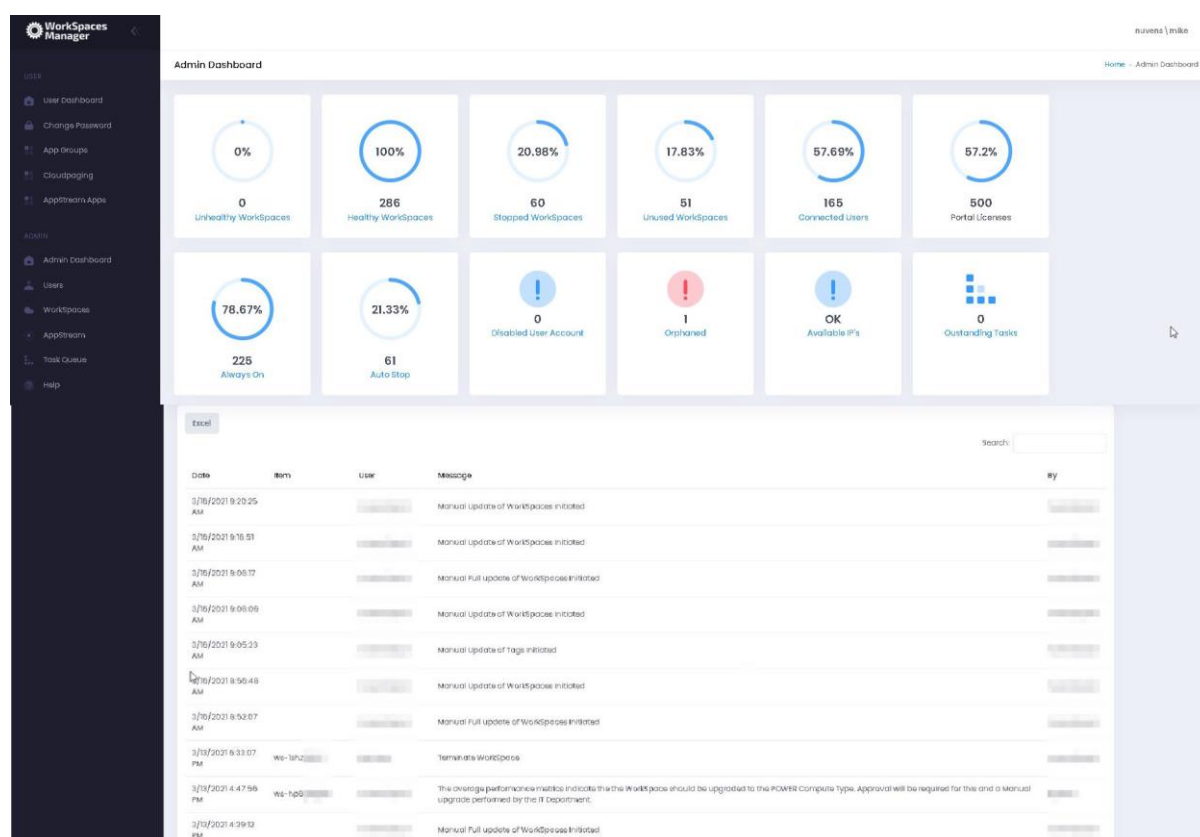 WorkSpaces
Manager
nuvens\mike
Admin Dashboard
Home - Admin Dashboard
USER
User Dashboard
Change Password
App Groups
Cloudpaging
AppStream Apps
ADMIN
Admin Dashboard
Users
WorkSpaces
AppStream
Task Queue
Help
0% 100% 20.98% 17.83% 57.69% 57.2%
0 286 60 51 165 500
Unhealthy WorkSpaces Healthy WorkSpaces Stopped WorkSpaces Unused WorkSpaces Connected Users Portal Licenses
78.67% 21.33%
0 1 OK 0
Disabled User Account Orphaned Available IP's Oustanding Tasks
225 61
Always On Auto Stop
Excel
Search:
Date Item User Message By
3/16/2021 9:20:25
AM
Manual Update of WorkSpaces Initiated
3/16/2021 9:18:51
AM
Manual Update of WorkSpaces Initiated
3/16/2021 9:06:17
AM
Manual Full update of WorkSpaces Initiated
3/16/2021 9:06:09
AM
Manual Update of WorkSpaces Initiated
3/16/2021 9:05:23
AM
Manual Update of Tags Initiated
/2021 8:56:48
AM
Manual Update of WorkSpaces Initiated
3/16/2021 8:52:07
AM
Manual Full update of WorkSpaces Initiated
PM
Terminate WorkSpace
3/13/2021 4:47:56
PM
The average performance metrics indicate the the WorkSpace should be upgraded to the POWER Compute Type. Approval will be required for this and a Manual
upgrade performed by the IT Department.
3/13/2021 4:39:12
PM
Manual Full update of WorkSpaces Initiated